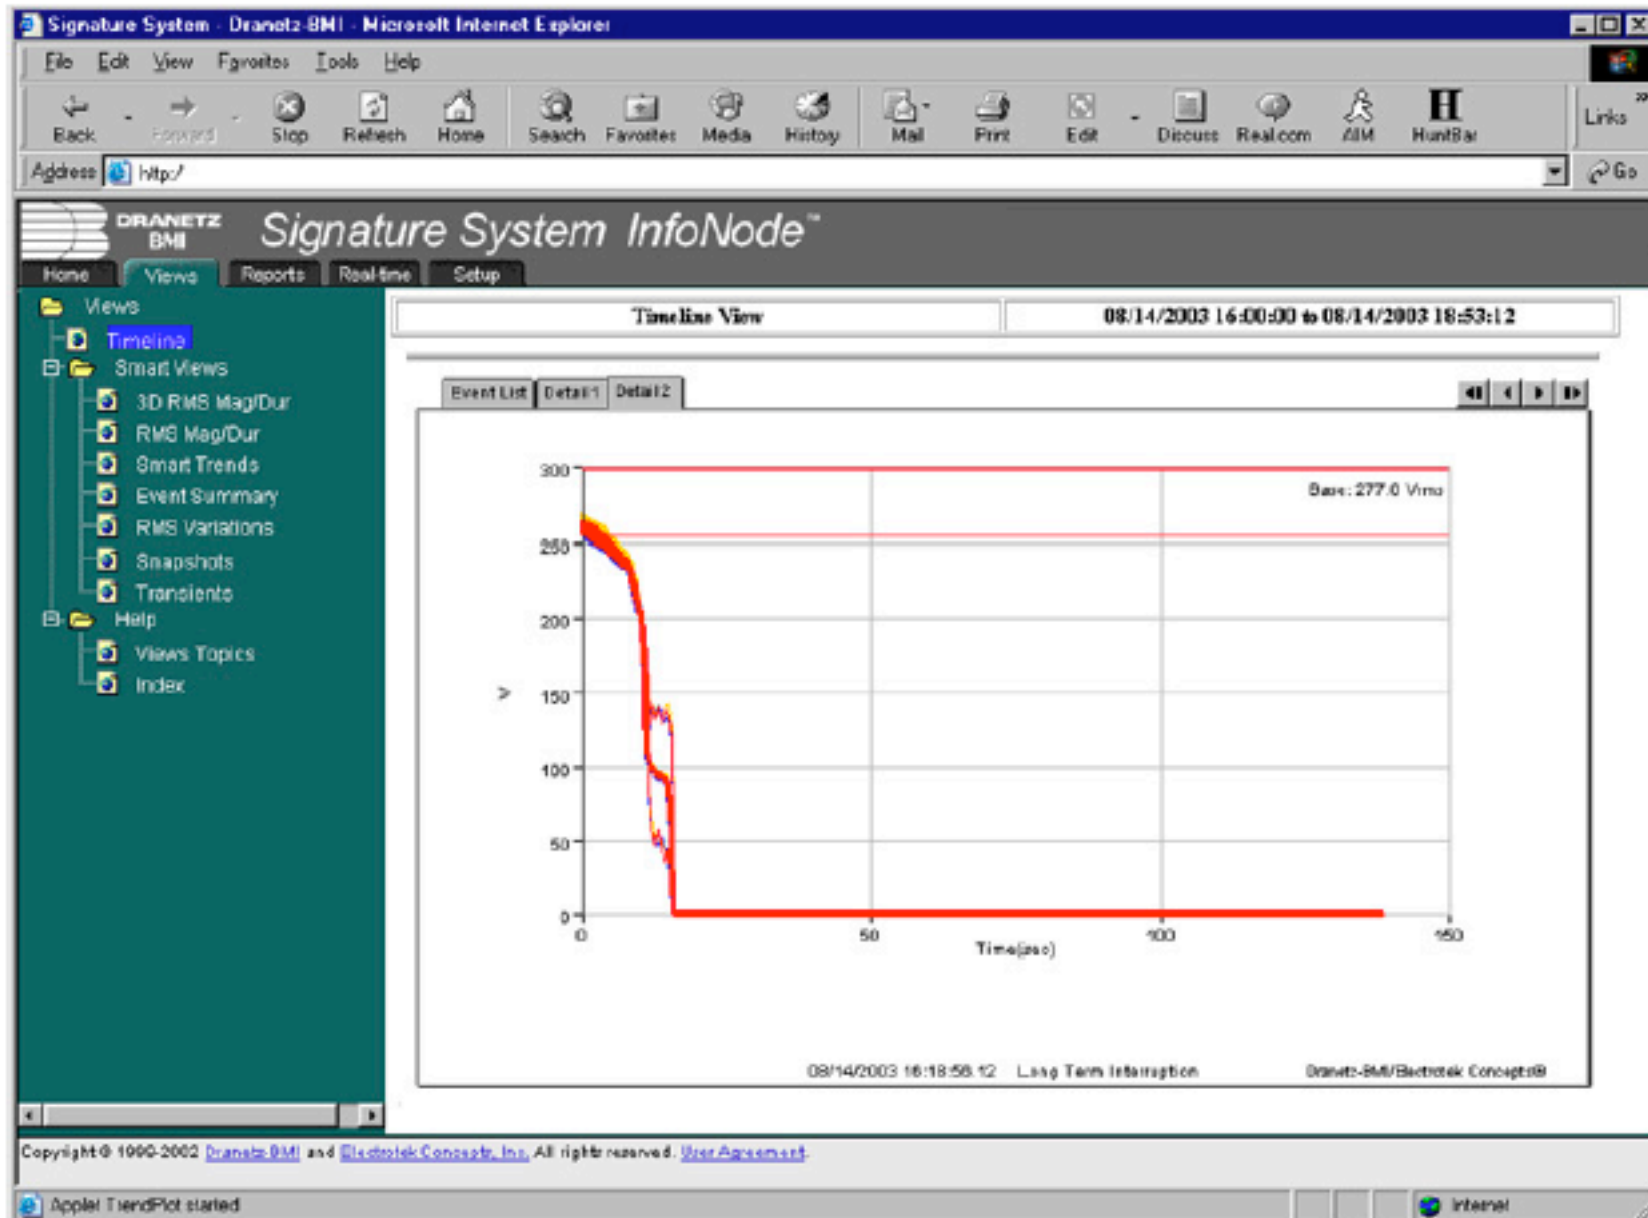 Signature System - Dranetz-BMI - Microsoft Internet Explorer
File Edit View Favorites Tools Help
Back Forward Stop Refresh Home Search Favorites Media History Mail Print Edit Discuss Real.com AIM HuntBar Links
Address http:/ Go
DRANETZ BMI Signature System InfoNode™
Home Views Reports Real-time Setup
Views
Timeline
Smart Views
3D RMS Mag/Dur
RMS Mag/Dur
Smart Trends
Event Summary
RMS Variations
Snapshots
Transients
Help
Views Topics
Index
Timeline View 08/14/2003 16:00:00 to 08/14/2003 18:53:12
Event List Detail1 Detail2
300
Base: 277.0 Vrms
250
200
V
150
100
50
0
0 50 100 150
Time(sec)
08/14/2003 16:18:56.12 Long Term Interruption Dranetz-BMI/Electrotek Concepts®
Copyright © 1996-2002 Dranetz-BMI and Electrotek Concepts, Inc. All rights reserved. User Agreement.
Applet TrendPlot started Internet